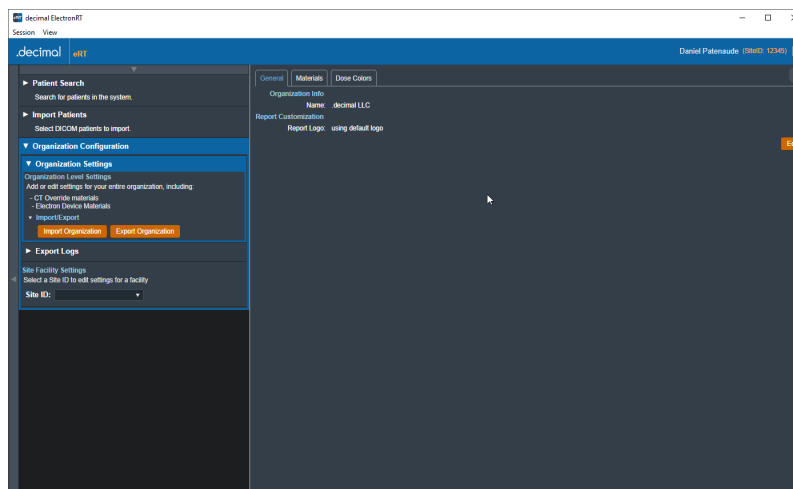 eRT decimal ElectronRT
Session View
.decimal eRT
Daniel Patenaude (SiteID: 12345)
Patient Search
Search for patients in the system.
Import Patients
Select DICOM patients to import.
Organization Configuration
Organization Settings
Organization Level Settings
Add or edit settings for your entire organization, including:
- CT Override materials
- Electron Device Materials
Import/Export
Import Organization Export Organization
Export Logs
Site Facility Settings
Select a Site ID to edit settings for a facility
Site ID:
General Materials Dose Colors
Organization Info
Name: .decimal LLC
Report Customization
Report Logo: using default logo